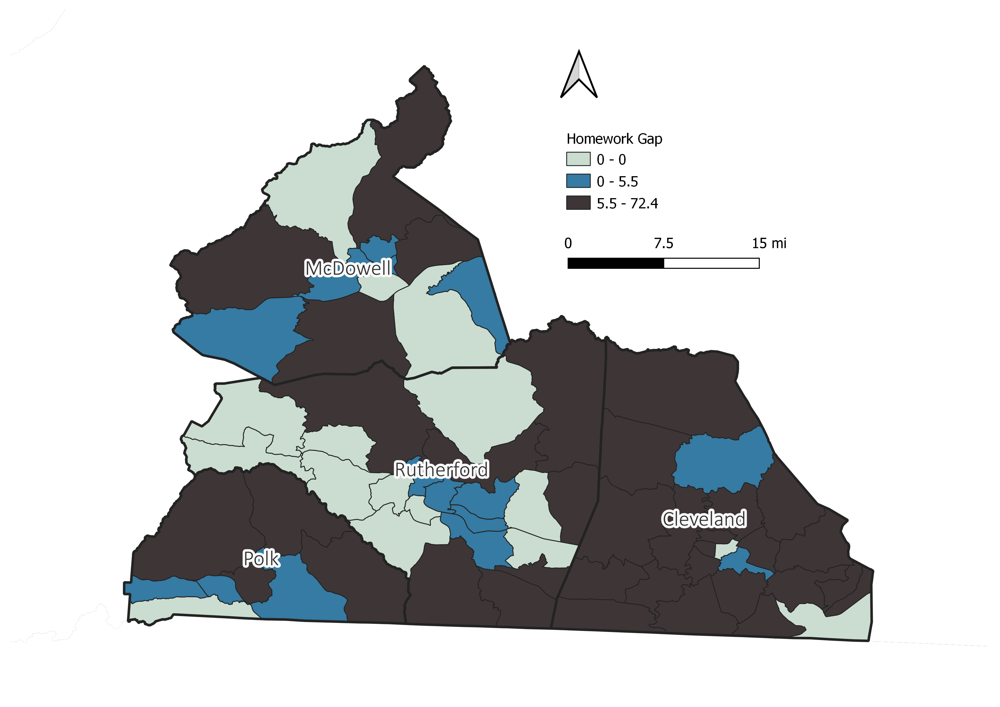 Homework Gap
0 - 0
0 - 5.5
5.5 - 72.4
0 7.5 15 mi
McDowell
Rutherford
Cleveland
Polk